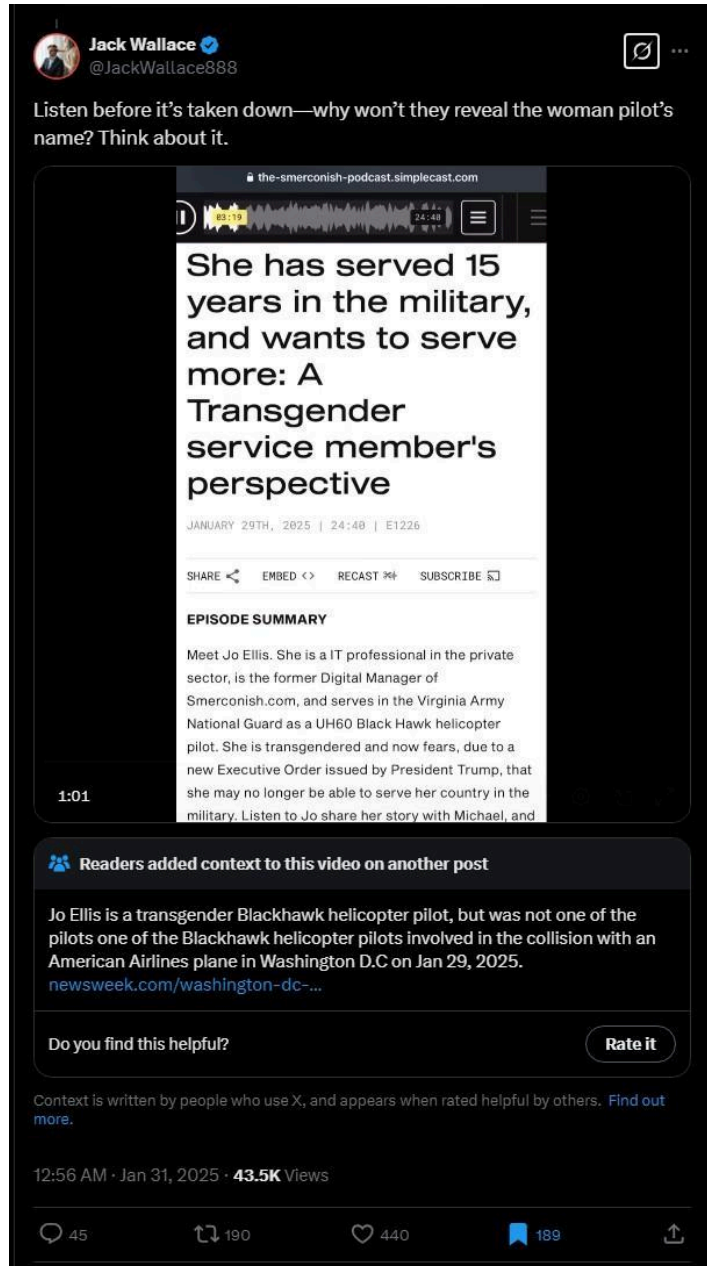 Jack Wallace
@JackWallace888
Listen before it's taken down—why won't they reveal the woman pilot's
name? Think about it.
the-smerconish-podcast.simplecast.com
03:19
24:40
She has served 15
years in the military,
and wants to serve
more: A
Transgender
service member's
perspective
JANUARY 29TH, 2025 | 24:40 | E1226
SHARE EMBED <> RECAST SUBSCRIBE
EPISODE SUMMARY
Meet Jo Ellis. She is a IT professional in the private
sector, is the former Digital Manager of
Smerconish.com, and serves in the Virginia Army
National Guard as a UH60 Black Hawk helicopter
pilot. She is transgendered and now fears, due to a
new Executive Order issued by President Trump, that
she may no longer be able to serve her country in the
military. Listen to Jo share her story with Michael, and
1:01
Readers added context to this video on another post
Jo Ellis is a transgender Blackhawk helicopter pilot, but was not one of the
pilots one of the Blackhawk helicopter pilots involved in the collision with an
American Airlines plane in Washington D.C on Jan 29, 2025.
newsweek.com/washington-dc-...
Do you find this helpful?
Rate it
Context is written by people who use X, and appears when rated helpful by others. Find out
more.
12:56 AM · Jan 31, 2025 · 43.5K Views
45 190 440 189